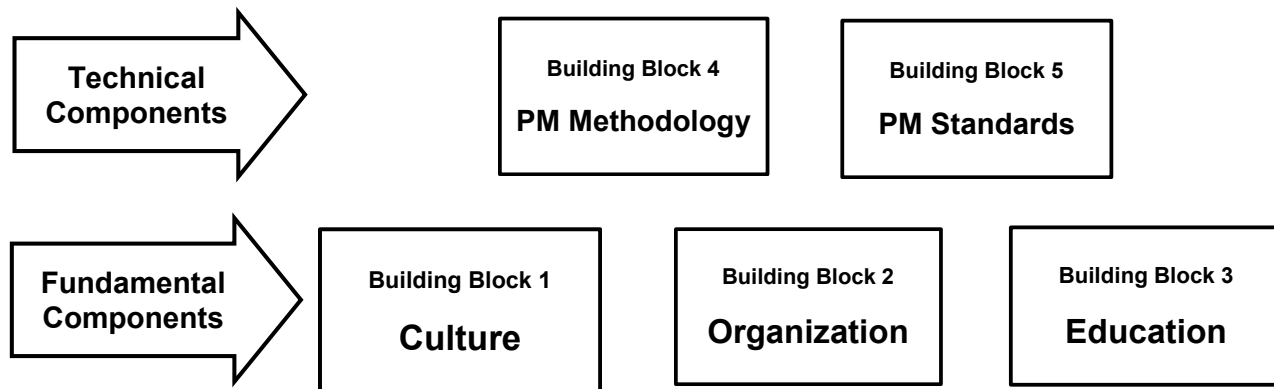 Technical
Components
Building Block 4
PM Methodology
Building Block 5
PM Standards
Fundamental
Components
Building Block 1
Culture
Building Block 2
Organization
Building Block 3
Education